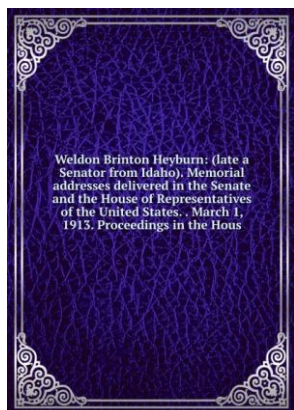 Weldon Brinton Heyburn: (late a
Senator from Idaho). Memorial
addresses delivered in the Senate
and the House of Representatives
of the United States. . March 1,
1913. Proceedings in the Hous